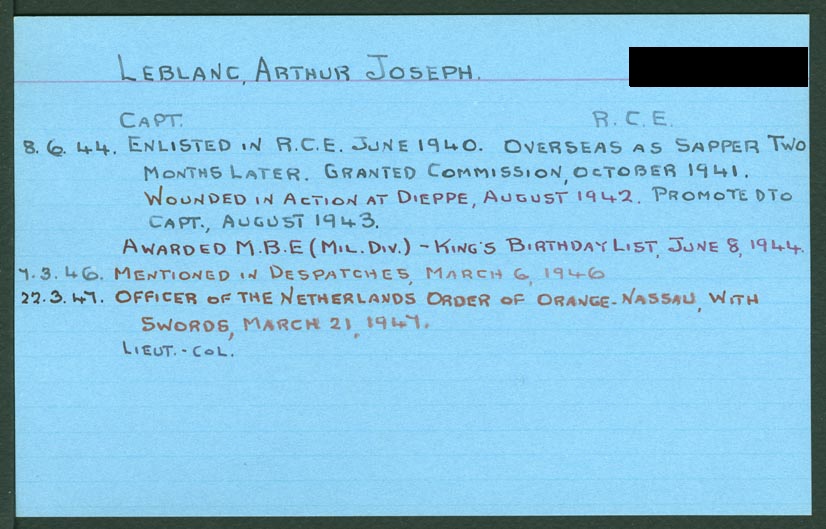 LEBLANC, ARTHUR JOSEPH.
CAPT. R.C.E.
8.6.44. ENLISTED IN R.C.E. JUNE 1940. OVERSEAS AS SAPPER TWO
MONTHS LATER. GRANTED COMMISSION, OCTOBER 1941.
WOUNDED IN ACTION AT DIEPPE, AUGUST 1942. PROMOTED TO
CAPT., AUGUST 1943.
AWARDED M.B.E (MIL. DIV.) - KING'S BIRTHDAY LIST, JUNE 8, 1944.
7.3.46. MENTIONED IN DESPATCHES, MARCH 6, 1946
22.3.47. OFFICER OF THE NETHERLANDS ORDER OF ORANGE-NASSAU, WITH
SWORDS, MARCH 21, 1947.
LIEUT.-COL.